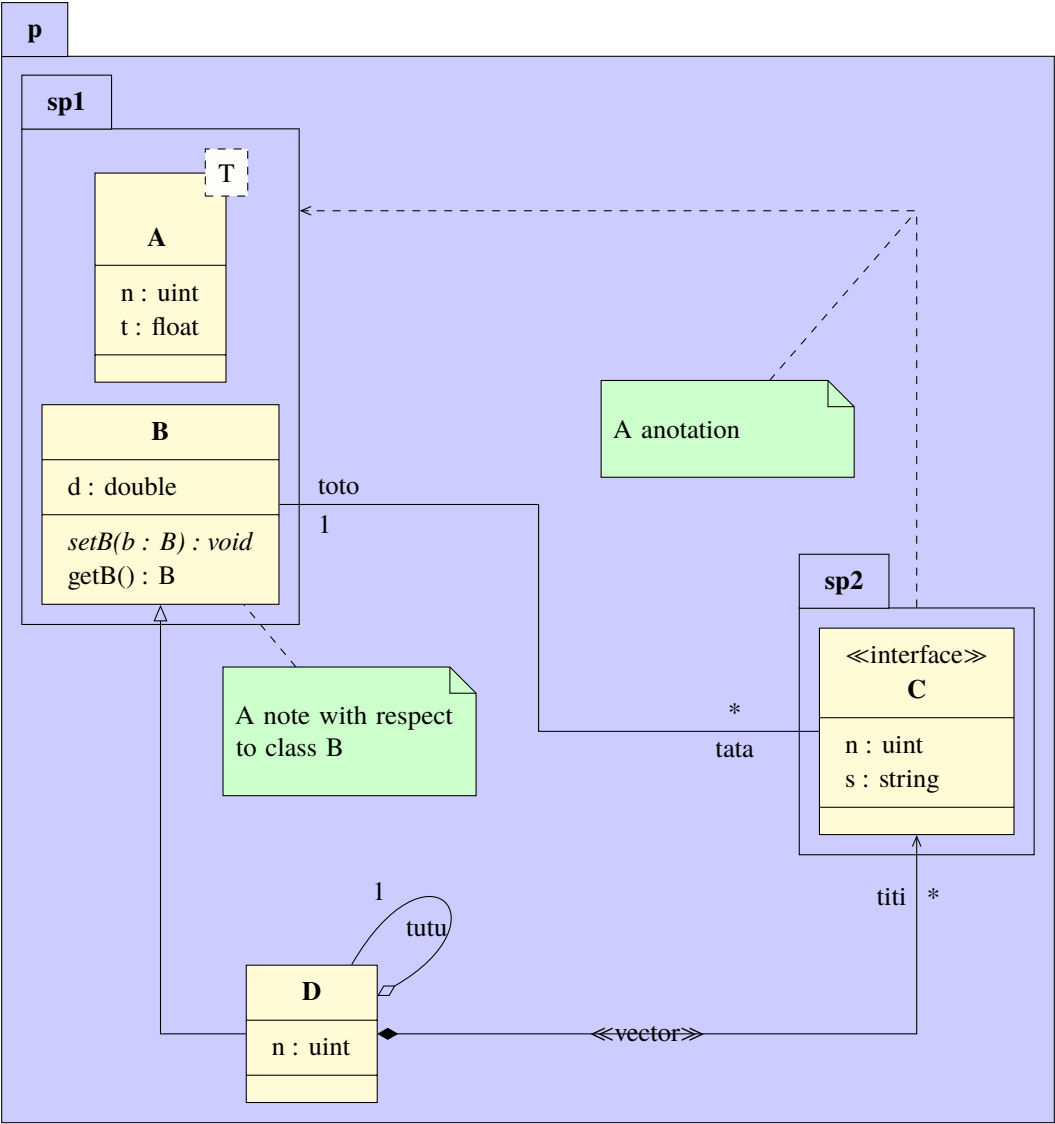 p
sp1
T
A
n : uint
t : float
B
d : double
setB(b : B) : void
getB() : B
toto
1
A anotation
sp2
≪interface≫
C
n : uint
s : string
*
tata
A note with respect
to class B
titi
*
1
tutu
D
n : uint
≪vector≫